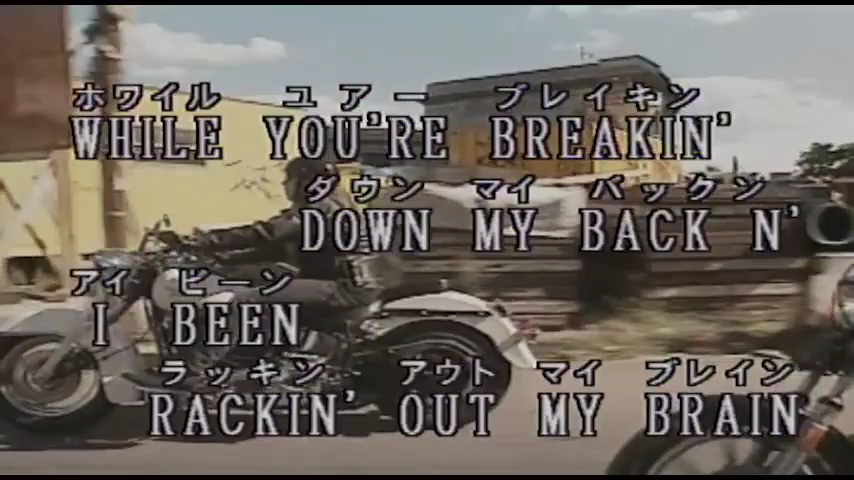 ホワイル ユアー ブレイキン
WHILE YOU'RE BREAKIN'
ダウン マイ バックン
DOWN MY BACK N'
アイ ビーン
I BEEN
ラッキン アウト マイ ブレイン
RACKIN' OUT MY BRAIN